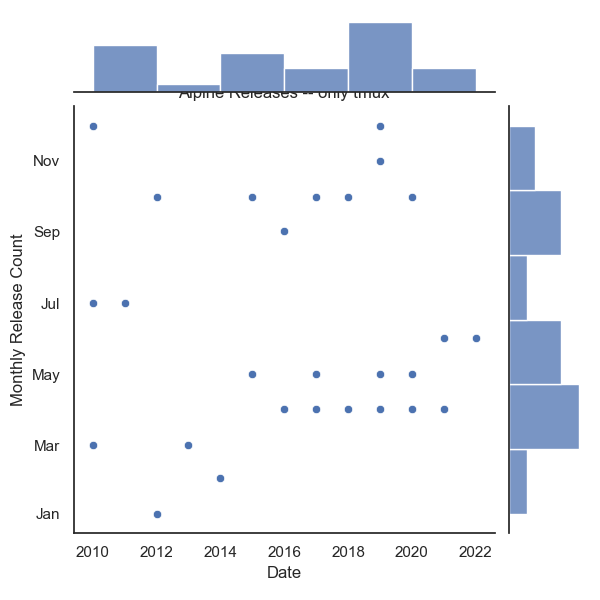 Alpine Releases -- only tmux
Nov
Sep
Jul
May
Mar
Jan
Monthly Release Count
2010 2012 2014 2016 2018 2020 2022
Date